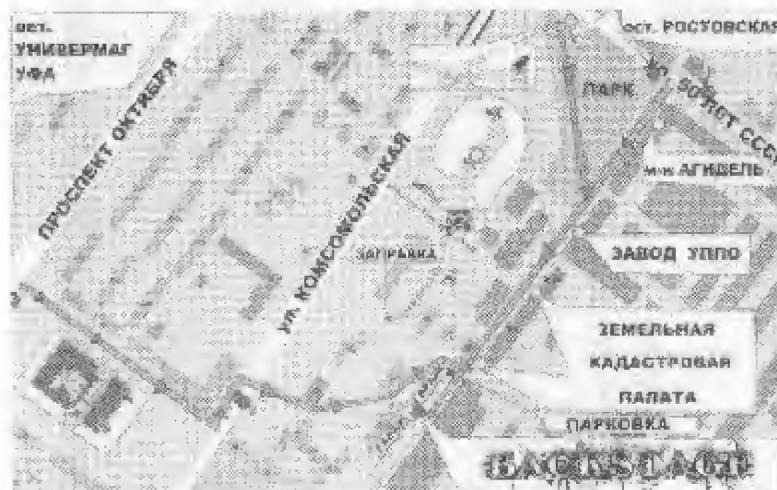 ост.
УНИВЕРМАГ
УФА
ост. РОСТОВСКАЯ
ПРОСПЕКТ ОКТЯБРЯ
ул. КОМСОМОЛЬСКАЯ
ПАРК
50 ЛЕТ СССР
м-н АГИДЕЛЬ
ЗАПРАВКА
ЗАВОД УППО
ЗЕМЕЛЬНАЯ
КАДАСТРОВАЯ
ПАЛАТА
ПАРКОВКА
BACKSTAGE